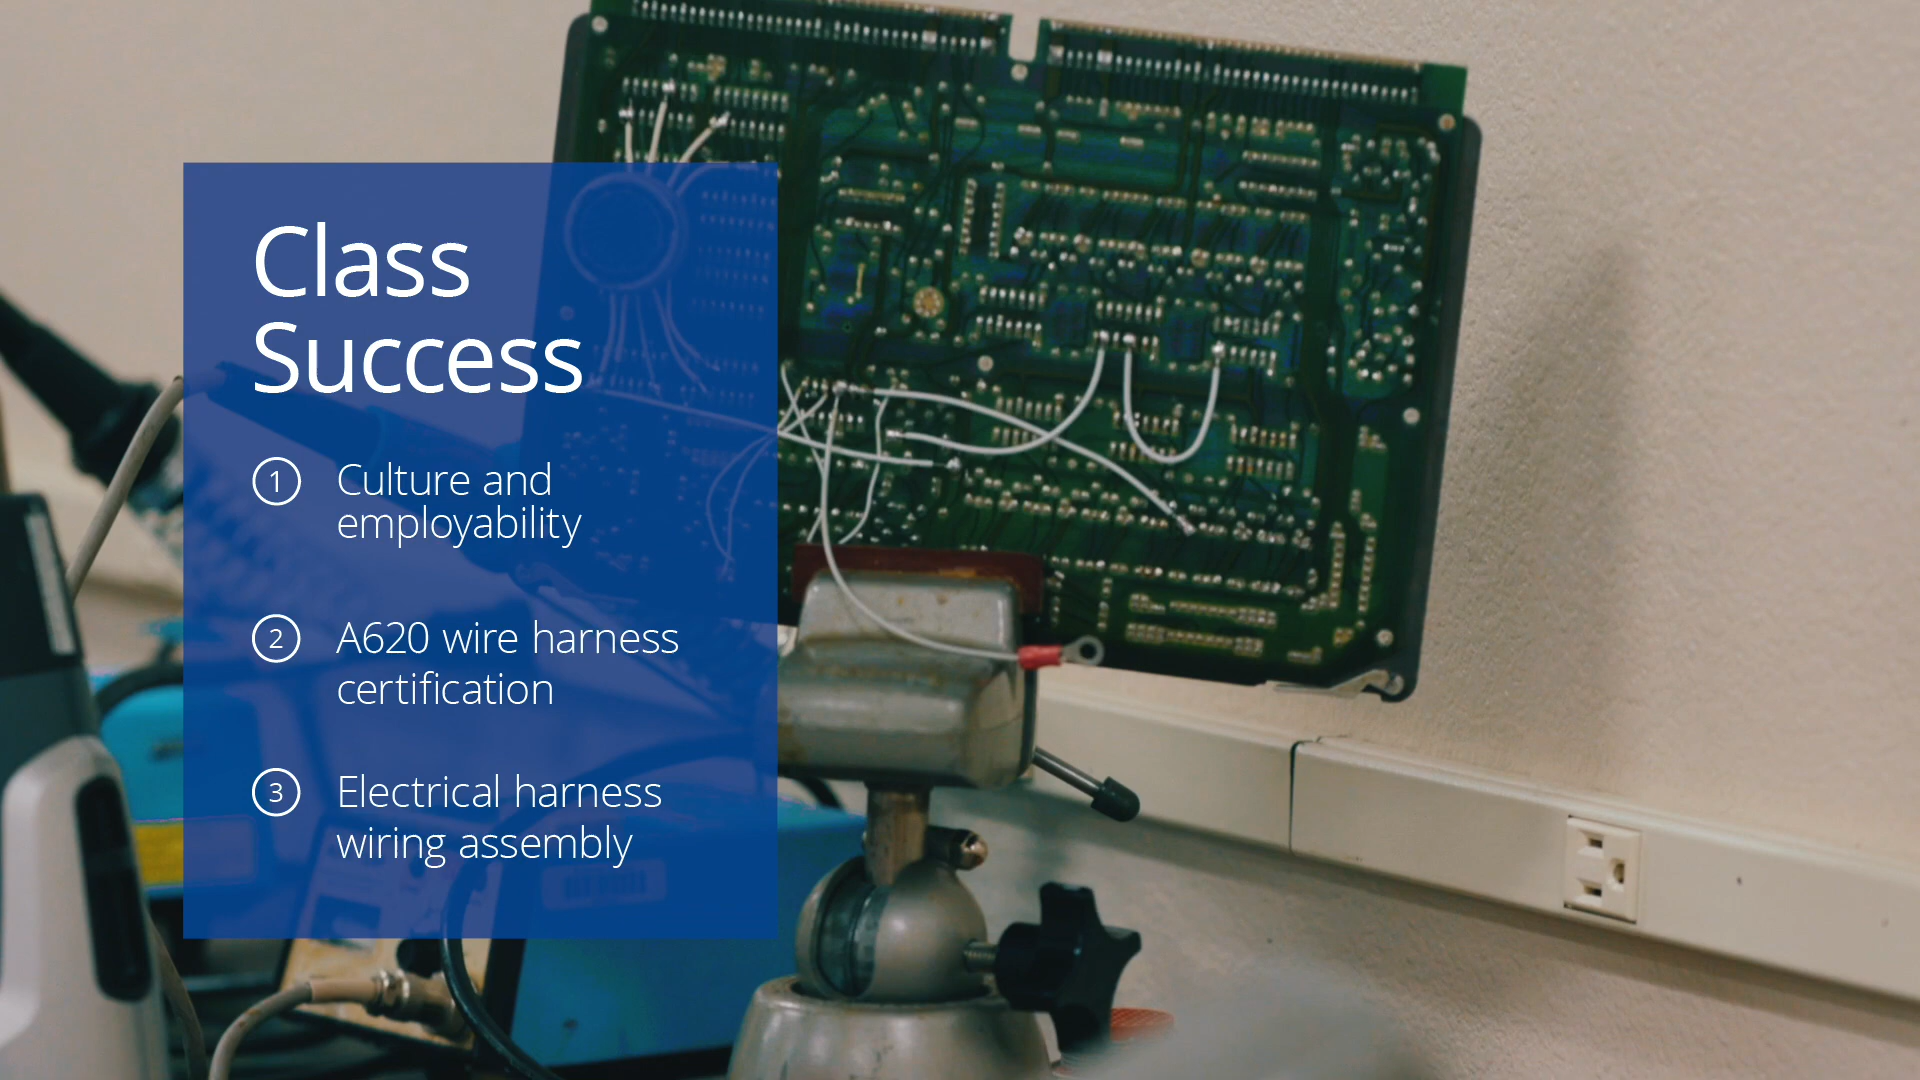 Class
Success
1 Culture and
employability
2 A620 wire harness
certification
3 Electrical harness
wiring assembly